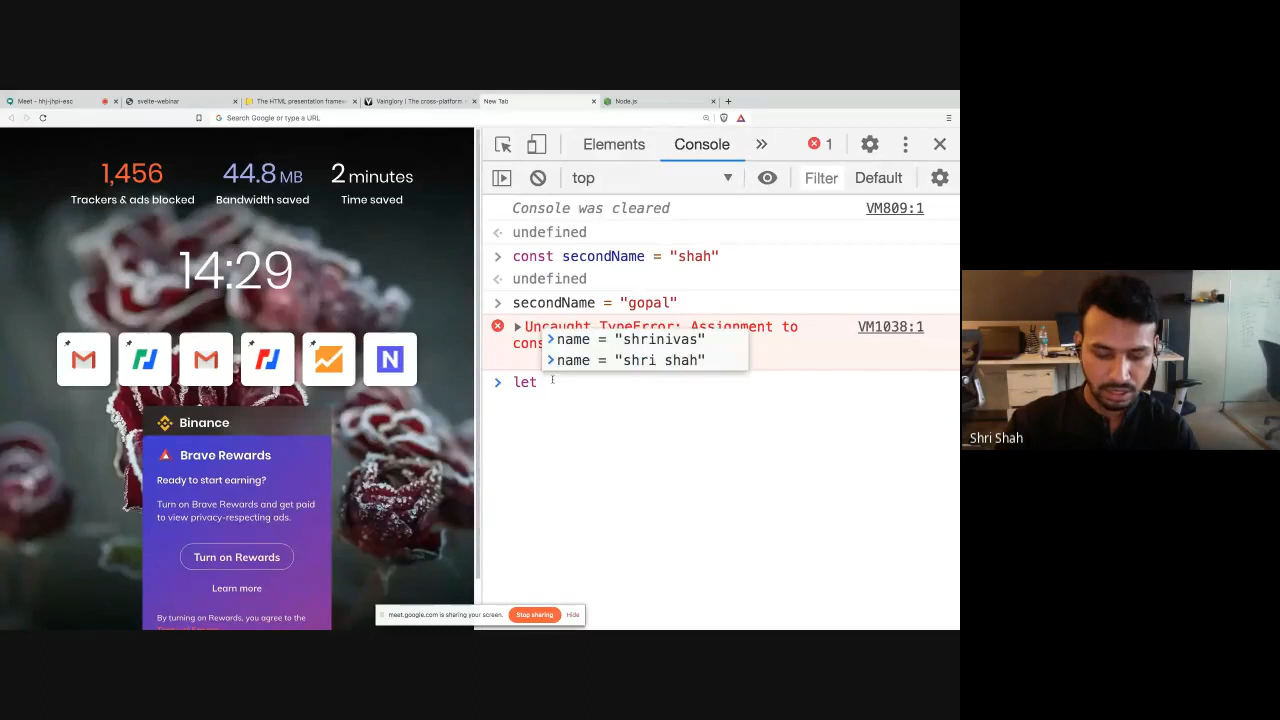 Meet - hhj-jhpi-esc
svelte-webinar
The HTML presentation framew
Vainglory | The cross-platform
New Tab
Node.js
Search Google or type a URL
1,456
44.8 MB
2 minutes
Trackers & ads blocked
Bandwidth saved
Time saved
14:29
Binance
Brave Rewards
Ready to start earning?
Turn on Brave Rewards and get paid
to view privacy-respecting ads.
Turn on Rewards
Learn more
By turning on Rewards, you agree to the
Elements
Console
1
top
Filter
Default
Console was cleared
VM809:1
undefined
const secondName = "shah"
undefined
secondName = "gopal"
Uncaught TypeError: Assignment to
VM1038:1
cons
name = "shrinivas"
name = "shri shah"
let
meet.google.com is sharing your screen.
Stop sharing
Hide
Shri Shah